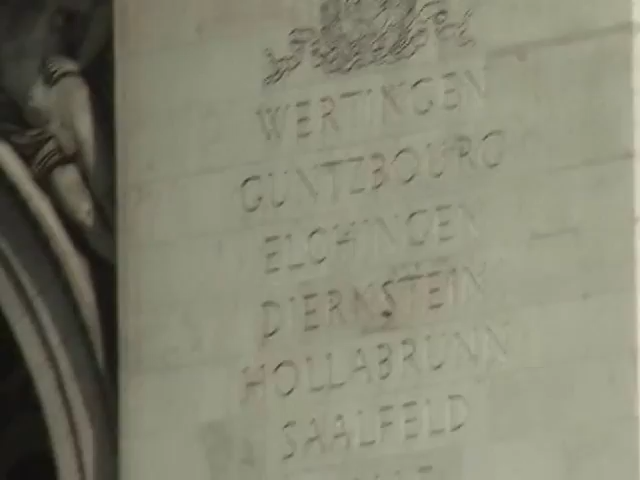 WERTINGEN
GUNTZBOURG
ELCHINGEN
DIERNSTEIN
HOLLABRUNN
SAALFELD